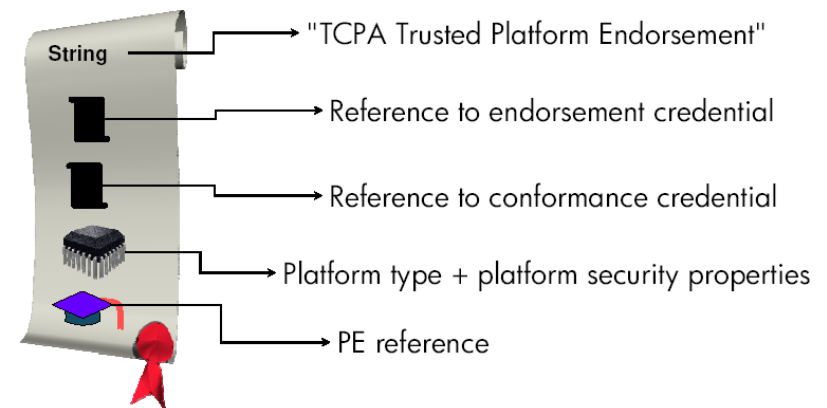 String
"TCPA Trusted Platform Endorsement"
Reference to endorsement credential
Reference to conformance credential
Platform type + platform security properties
PE reference